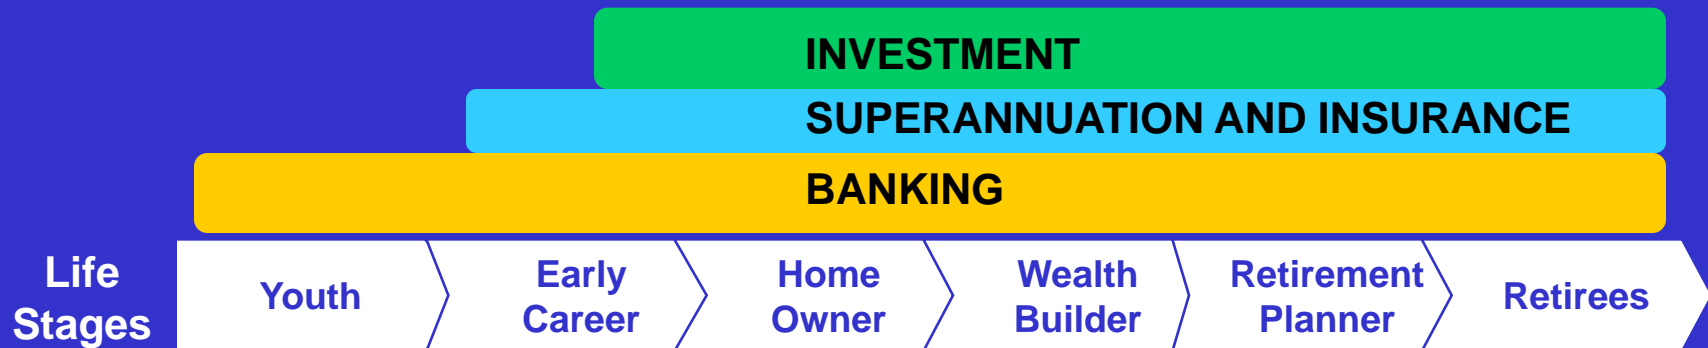 INVESTMENT
SUPERANNUATION AND INSURANCE
BANKING
Life
Stages
Youth
Early
Career
Home
Owner
Wealth
Builder
Retirement
Planner
Retirees